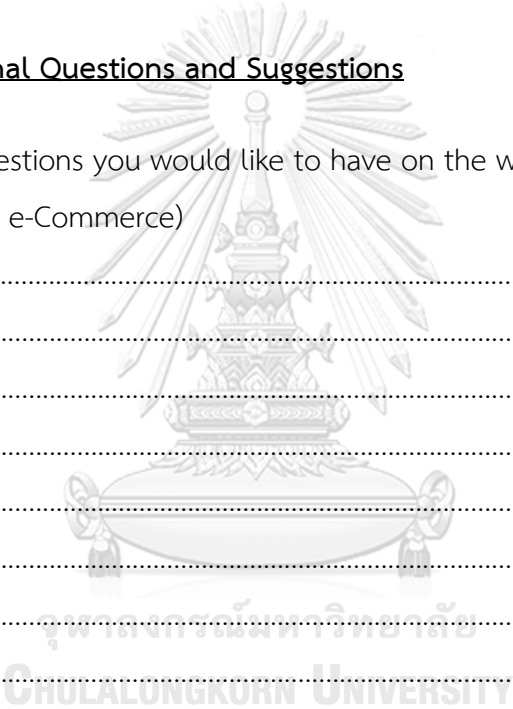 nal Questions and Suggestions
estions you would like to have on the w
e-Commerce)
................................................................
................................................................
................................................................
................................................................
................................................................
................................................................
................................................................
จุฬาลงกรณ์มหาวิทยาลัย
................................................................
CHULALONGKORN UNIVERSITY